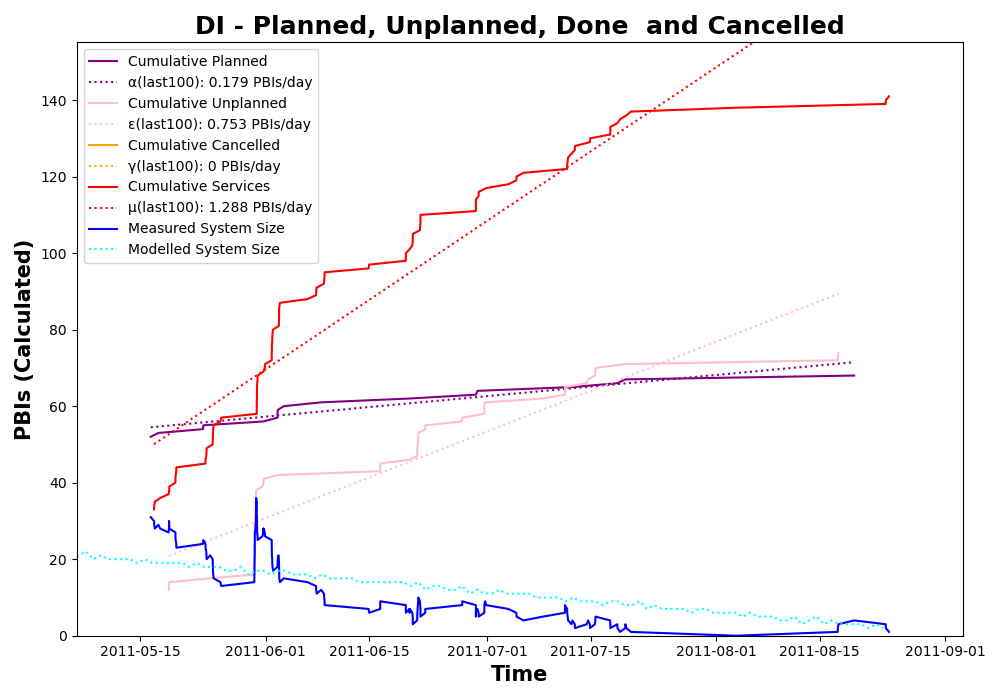 DI - Planned, Unplanned, Done  and Cancelled
Cumulative Planned
α(last100): 0.179 PBIs/day
Cumulative Unplanned
ε(last100): 0.753 PBIs/day
Cumulative Cancelled
γ(last100): 0 PBIs/day
Cumulative Services
μ(last100): 1.288 PBIs/day
Measured System Size
Modelled System Size
PBIs (Calculated)
140
120
100
80
60
40
20
0
2011-05-15 2011-06-01 2011-06-15 2011-07-01 2011-07-15 2011-08-01 2011-08-15 2011-09-01
Time